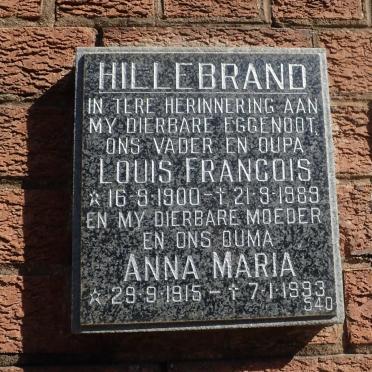 HILLEBRAND
IN TERE HERINNERING AAN
MY DIERBARE EGGENOOT,
ONS VADER EN OUPA
LOUIS FRANCOIS
☆16·9·1900-✝21·9·1989
EN MY DIERBARE MOEDER
EN ONS OUMA
ANNA MARIA
☆29·9·1915-✝7·1·1993
540